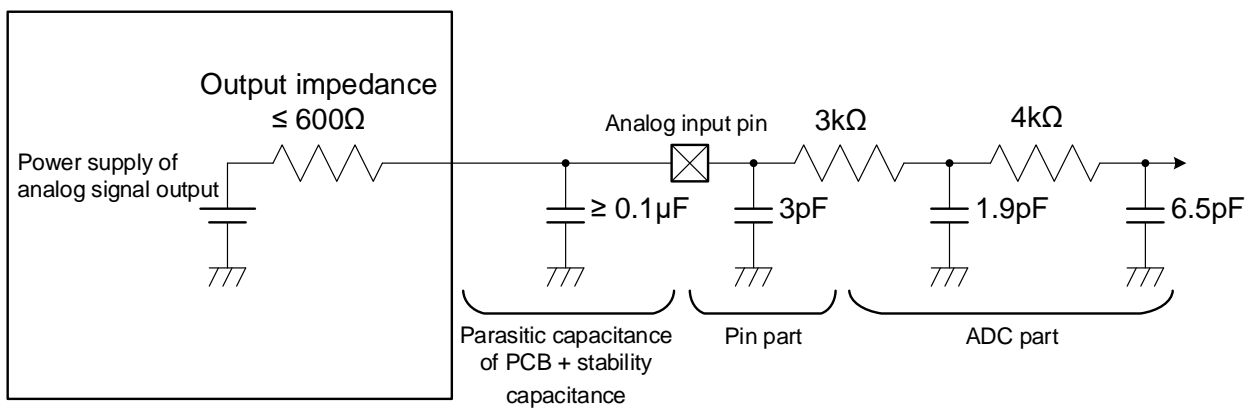 Output impedance
≤ 600Ω
Power supply of
analog signal output
Analog input pin
3kΩ
4kΩ
≥ 0.1μF
3pF
1.9pF
6.5pF
Parasitic capacitance
of PCB + stability
capacitance
Pin part
ADC part